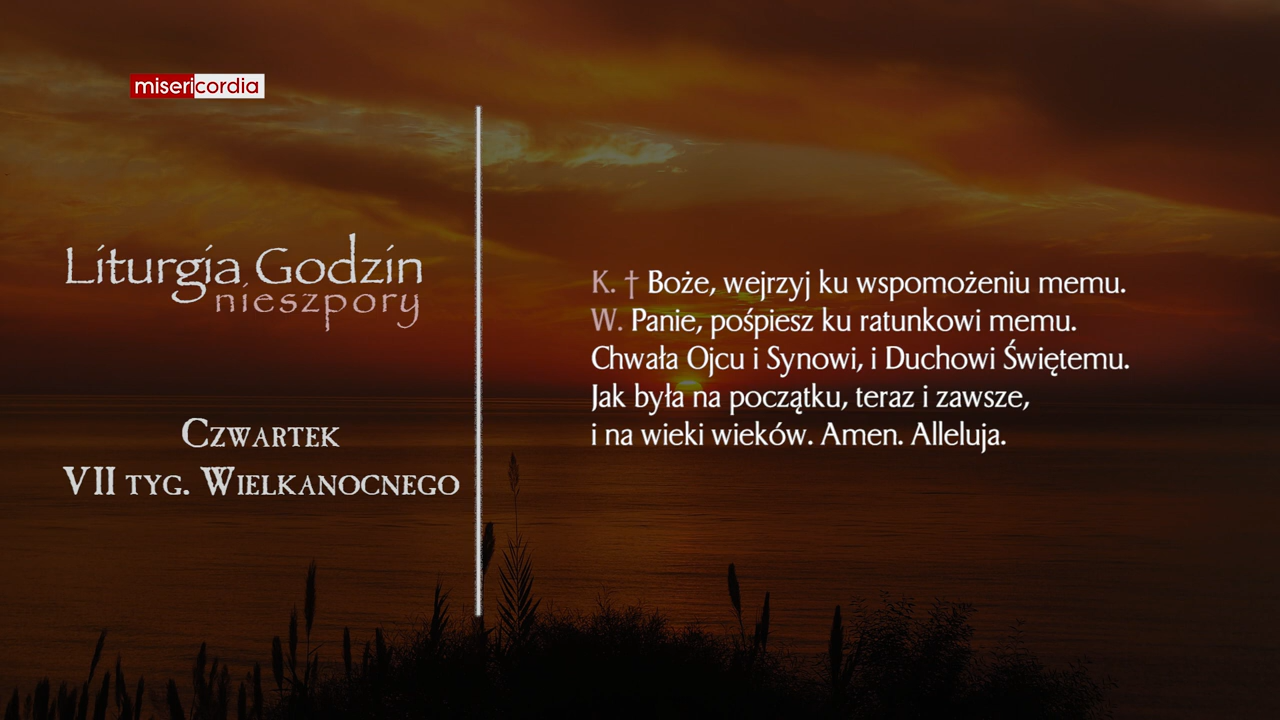 misericordia
Liturgia Godzin
nieszpory
Czwartek
VII tyg. Wielkanocnego
K. † Boże, wejrzyj ku wspomożeniu memu.
W. Panie, pośpiesz ku ratunkowi memu.
Chwała Ojcu i Synowi, i Duchowi Świętemu.
Jak była na początku, teraz i zawsze,
i na wieki wieków. Amen. Alleluja.